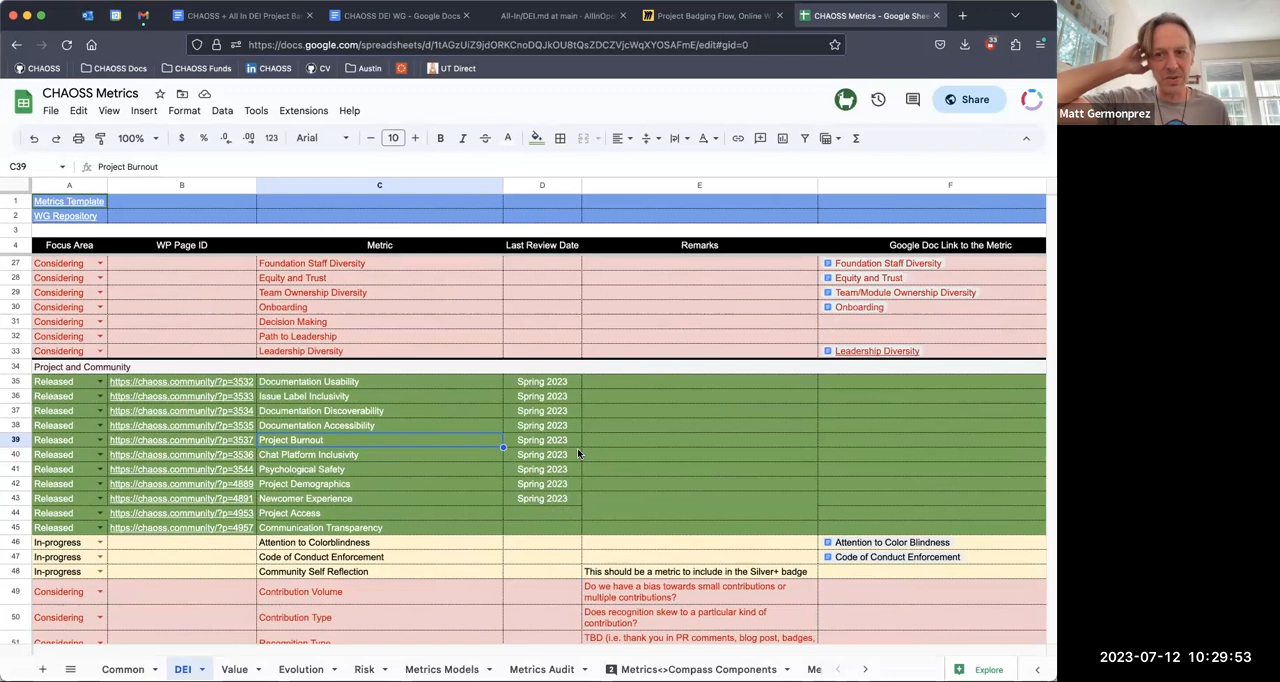 CHAOSS + All In DEI Project Ba
CHAOSS DEI WG - Google Docs
All-In/DEI.md at main · AllInOpe
Project Badging Flow, Online W
CHAOSS Metrics - Google She
https://docs.google.com/spreadsheets/d/1tAGzUiZ9jdORKCnoDQJkOU8tQsZDCZVjcWqXYOSAFmE/edit#gid=0
33
CHAOSS
CHAOSS Docs
CHAOSS Funds
CHAOSS
CV
Austin
UT Direct
CHAOSS Metrics
File Edit View Insert Format Data Tools Extensions Help
Share
100% $ % .0 .00 123 Arial 10 B I S A
C39 fx Project Burnout
A B C D E F
1 Metrics Template
2 WG Repository
3
4 Focus Area WP Page ID Metric Last Review Date Remarks Google Doc Link to the Metric
27 Considering Foundation Staff Diversity Foundation Staff Diversity
28 Considering Equity and Trust Equity and Trust
29 Considering Team Ownership Diversity Team/Module Ownership Diversity
30 Considering Onboarding Onboarding
31 Considering Decision Making
32 Considering Path to Leadership
33 Considering Leadership Diversity Leadership Diversity
34 Project and Community
35 Released https://chaoss.community/?p=3532 Documentation Usability Spring 2023
36 Released https://chaoss.community/?p=3533 Issue Label Inclusivity Spring 2023
37 Released https://chaoss.community/?p=3534 Documentation Discoverability Spring 2023
38 Released https://chaoss.community/?p=3535 Documentation Accessibility Spring 2023
39 Released https://chaoss.community/?p=3537 Project Burnout Spring 2023
40 Released https://chaoss.community/?p=3536 Chat Platform Inclusivity Spring 2023
41 Released https://chaoss.community/?p=3544 Psychological Safety Spring 2023
42 Released https://chaoss.community/?p=4889 Project Demographics Spring 2023
43 Released https://chaoss.community/?p=4891 Newcomer Experience Spring 2023
44 Released https://chaoss.community/?p=4953 Project Access
45 Released https://chaoss.community/?p=4957 Communication Transparency
46 In-progress Attention to Colorblindness Attention to Color Blindness
47 In-progress Code of Conduct Enforcement Code of Conduct Enforcement
48 In-progress Community Self Reflection This should be a metric to include in the Silver+ badge
49 Considering Contribution Volume Do we have a bias towards small contributions or
multiple contributions?
50 Considering Contribution Type Does recognition skew to a particular kind of
contribution?
51 Considering Recognition Type TBD (i.e. thank you in PR comments, blog post, badges,
Common DEI Value Evolution Risk Metrics Models Metrics Audit 2 Metrics<>Compass Components Me
Explore
Matt Germonprez
2023-07-12 10:29:53